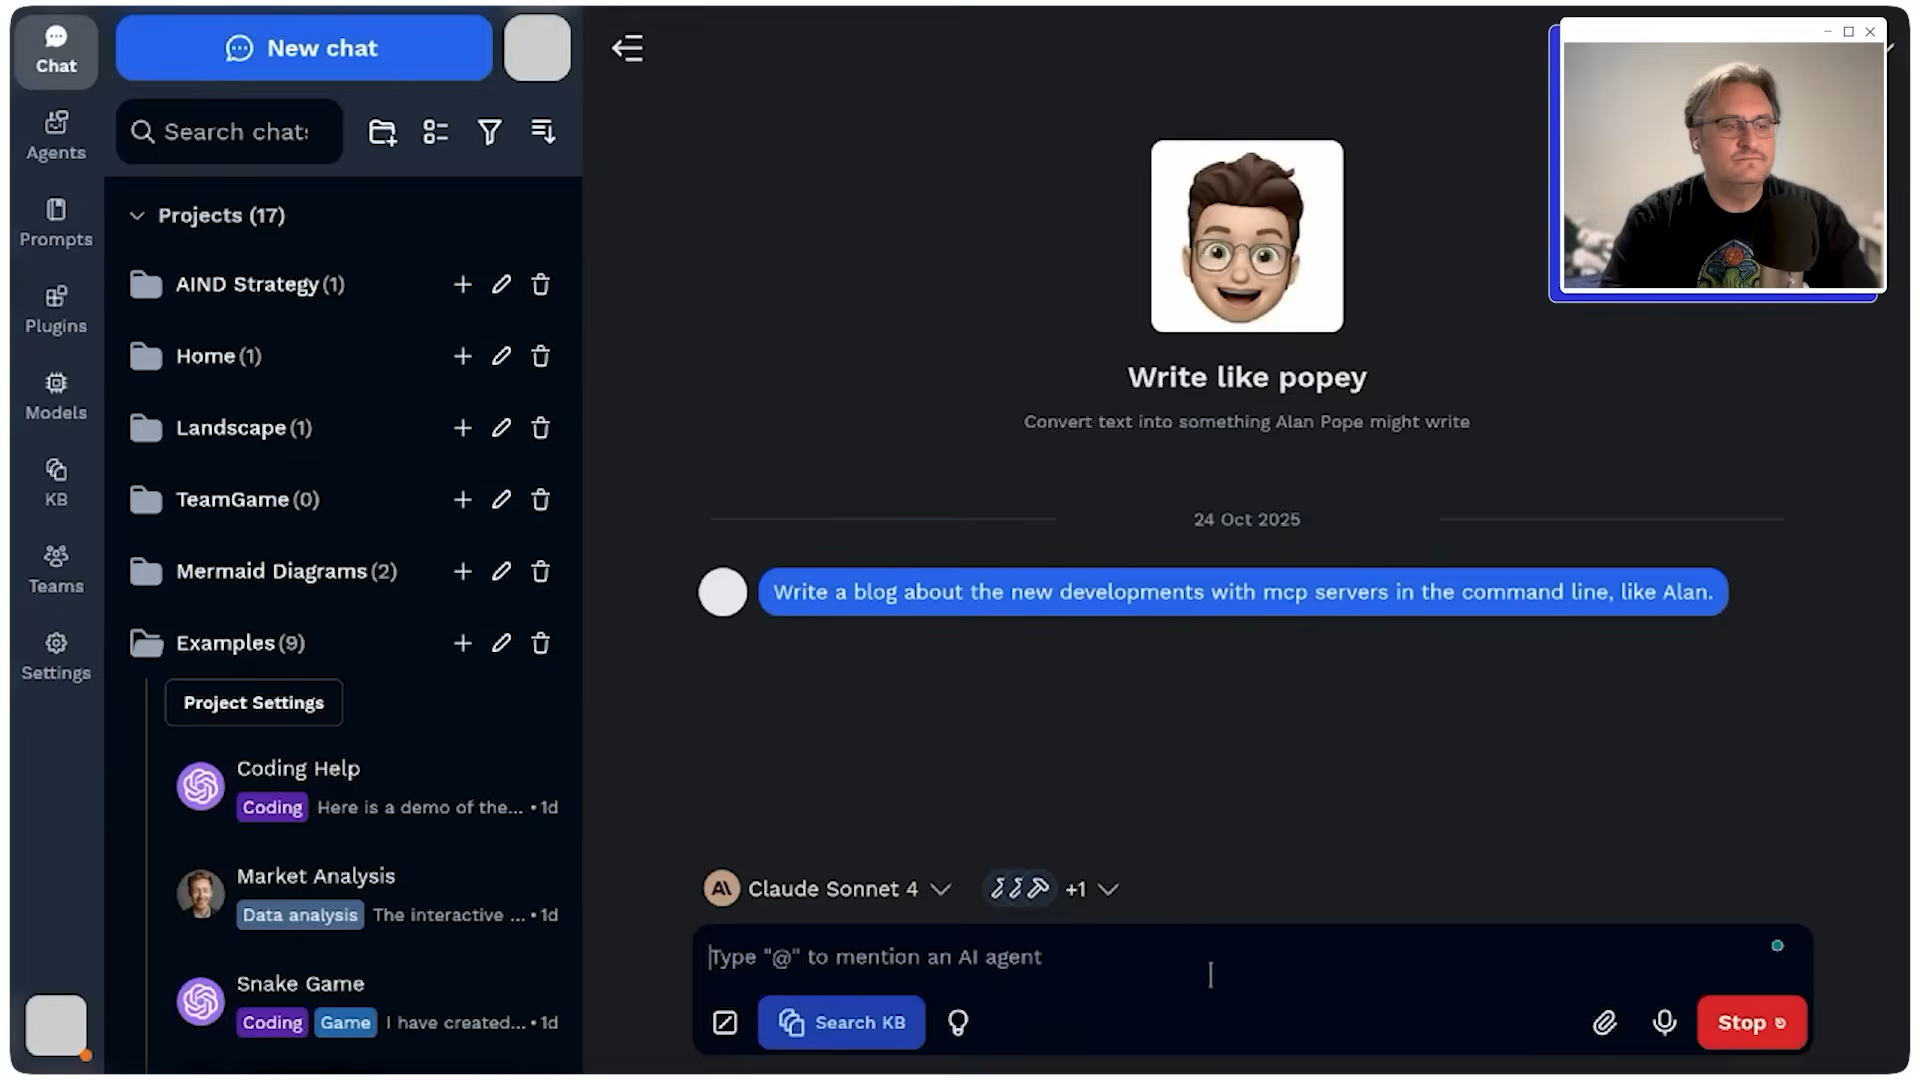 Chat
Agents
Prompts
Plugins
Models
KB
Teams
Settings
New chat
Search chats
Projects (17)
AIND Strategy (1)
Home (1)
Landscape (1)
TeamGame (0)
Mermaid Diagrams (2)
Examples (9)
Project Settings
Coding Help
Coding Here is a demo of the... • 1d
Market Analysis
Data analysis The interactive ... • 1d
Snake Game
Coding Game I have created... • 1d
Write like popey
Convert text into something Alan Pope might write
24 Oct 2025
Write a blog about the new developments with mcp servers in the command line, like Alan.
Claude Sonnet 4
+1
Type "@" to mention an AI agent
Search KB
Stop